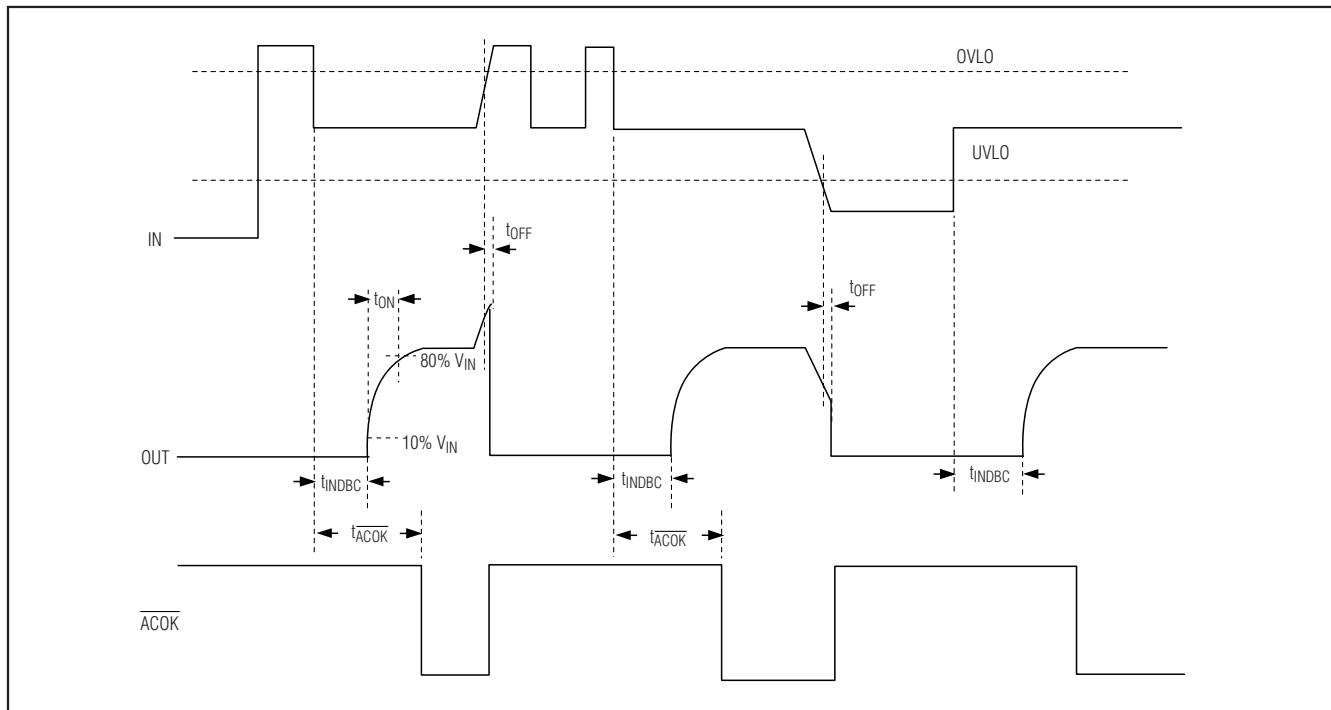 OVLO
UVLO
IN
tOFF
tON
tOFF
80% VIN
10% VIN
OUT
tINDBC
tINDBC
tINDBC
tACOK
tACOK
ACOK